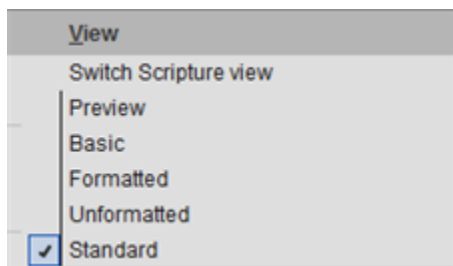 View
Switch Scripture view
Preview
Basic
Formatted
Unformatted
Standard